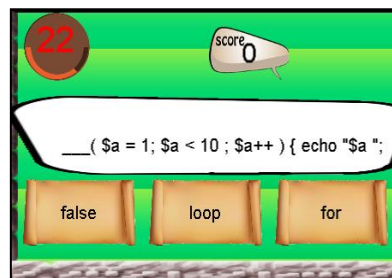 22
score
0
___( $a = 1; $a < 10 ; $a++ ) { echo "$a ";
false
loop
for